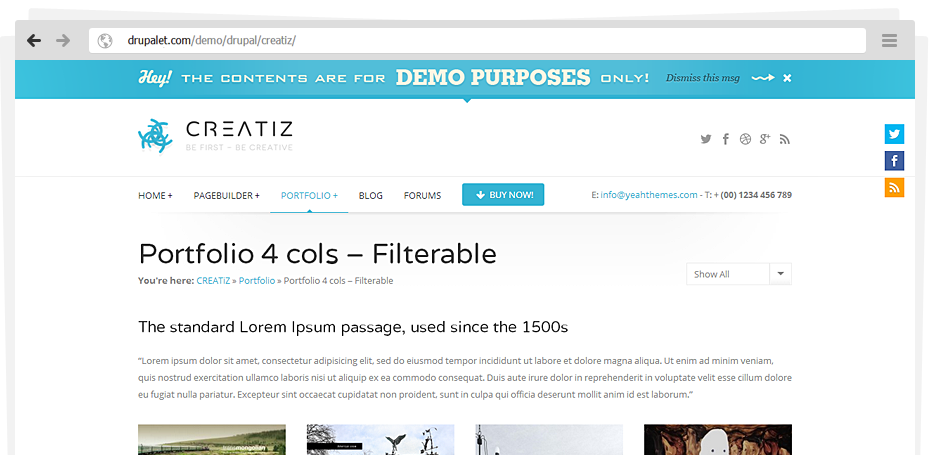 drupalet.com/demo/drupal/creatiz/
Hey! THE CONTENTS ARE FOR DEMO PURPOSES ONLY! Dismiss this msg
CREATIZ
BE FIRST – BE CREATIVE
HOME + PAGEBUILDER + PORTFOLIO + BLOG FORUMS BUY NOW! E: info@yeahthemes.com - T: + (00) 1234 456 789
Portfolio 4 cols – Filterable
You're here: CREATiZ » Portfolio » Portfolio 4 cols – Filterable
Show All
The standard Lorem Ipsum passage, used since the 1500s
"Lorem ipsum dolor sit amet, consectetur adipisicing elit, sed do eiusmod tempor incididunt ut labore et dolore magna aliqua. Ut enim ad minim veniam,
quis nostrud exercitation ullamco laboris nisi ut aliquip ex ea commodo consequat. Duis aute irure dolor in reprehenderit in voluptate velit esse cillum dolore
eu fugiat nulla pariatur. Excepteur sint occaecat cupidatat non proident, sunt in culpa qui officia deserunt mollit anim id est laborum."
transmongolian